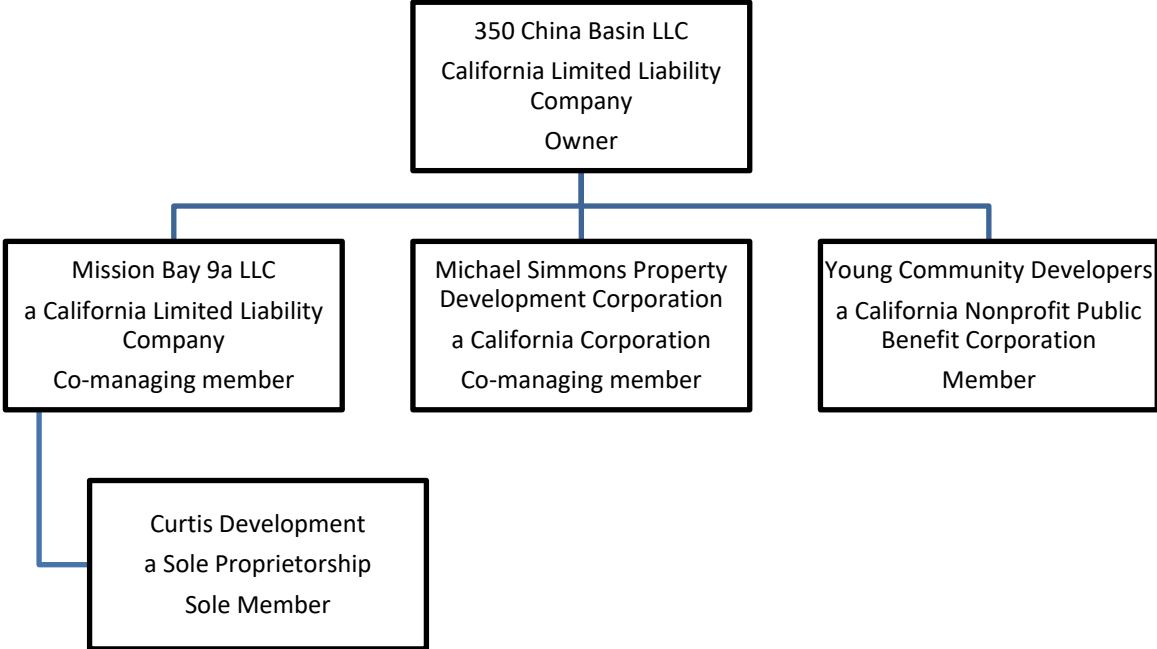 350 China Basin LLC
California Limited Liability
Company
Owner
Mission Bay 9a LLC
a California Limited Liability
Company
Co-managing member
Michael Simmons Property
Development Corporation
a California Corporation
Co-managing member
Young Community Developers
a California Nonprofit Public
Benefit Corporation
Member
Curtis Development
a Sole Proprietorship
Sole Member